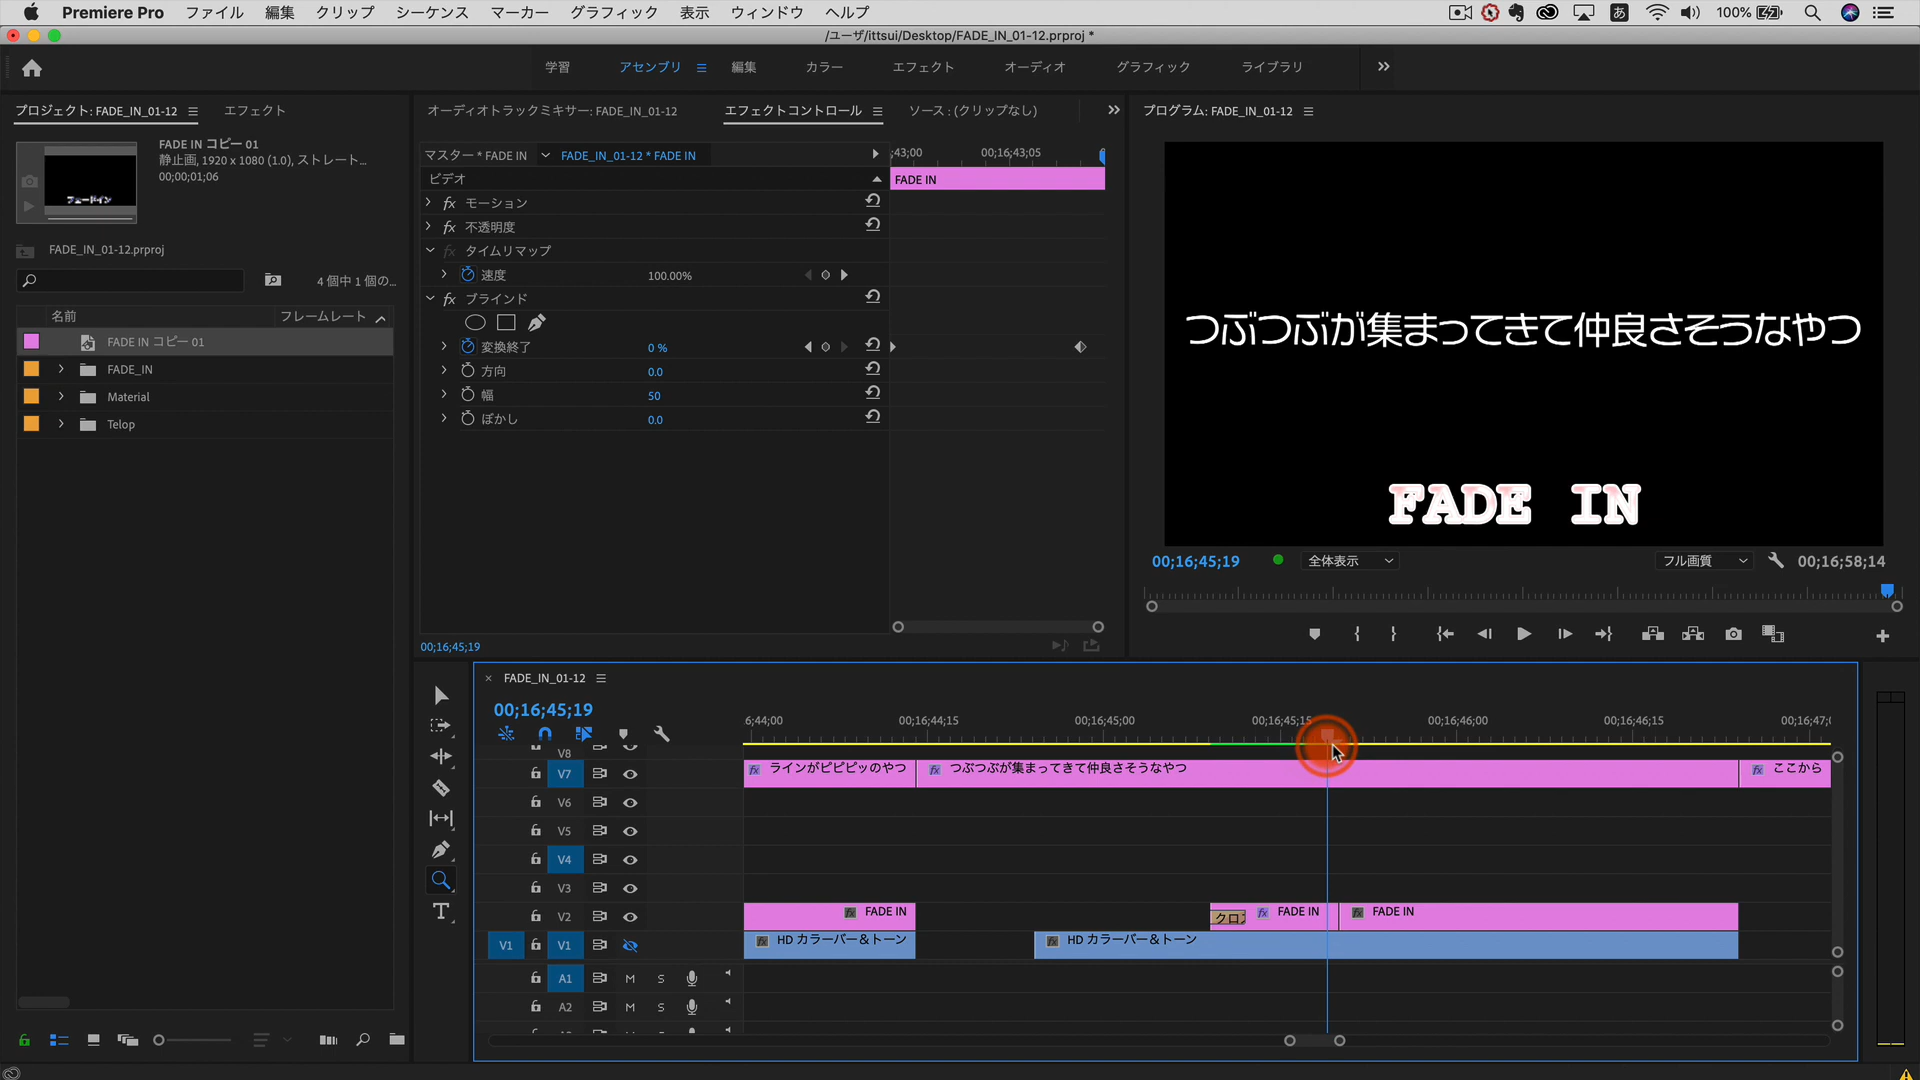 Premiere Pro ファイル 編集 クリップ シーケンス マーカー グラフィック 表示 ウィンドウ ヘルプ あ 100%
/ユーザ/ittsui/Desktop/FADE_IN_01-12.prproj *
学習 アセンブリ 編集 カラー エフェクト オーディオ グラフィック ライブラリ
プロジェクト: FADE_IN_01-12 エフェクト
FADE IN コピー 01
静止画, 1920 x 1080 (1.0), ストレート...
00;00;01;06
フェードイン
FADE_IN_01-12.prproj
4 個中 1 個の...
名前 フレームレート
FADE IN コピー 01
FADE_IN
Material
Telop
オーディオトラックミキサー: FADE_IN_01-12 エフェクトコントロール ソース : (クリップなし)
マスター * FADE IN FADE_IN_01-12 * FADE IN ;43;00 00;16;43;05
ビデオ FADE IN
fx モーション
fx 不透明度
fx タイムリマップ
速度 100.00%
fx ブラインド
変換終了 0 %
方向 0.0
幅 50
ぼかし 0.0
00;16;45;19
プログラム: FADE_IN_01-12
つぶつぶが集まってきて仲良さそうなやつ
FADE IN
00;16;45;19 全体表示 フル画質 00;16;58;14
× FADE_IN_01-12
00;16;45;19
6;44;00 00;16;44;15 00;16;45;00 00;16;45;15 00;16;46;00 00;16;46;15 00;16;47;0
V8
V7 fx ラインがピピピッのやつ fx つぶつぶが集まってきて仲良さそうなやつ fx ここから
V6
V5
V4
V3
V2 fx FADE IN クロス fx FADE IN fx FADE IN
V1 V1 fx HD カラーバー＆トーン fx HD カラーバー＆トーン
A1 M S
A2 M S
T